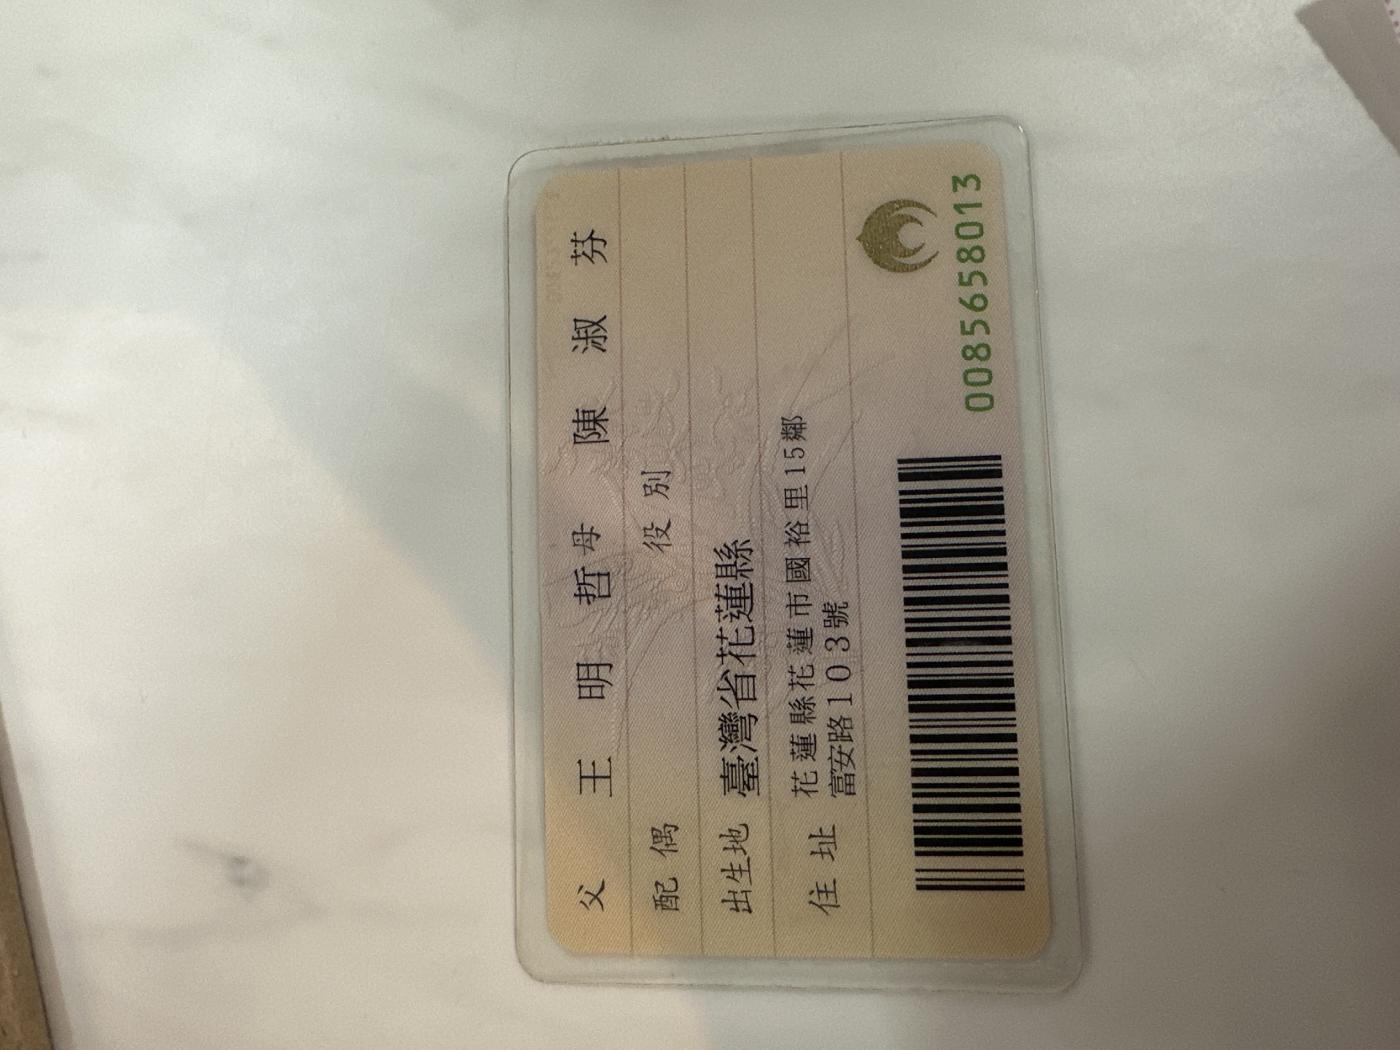 父 王明哲 母 陳淑芬
配偶 役別
出生地 臺灣省花蓮縣
住址 花蓮縣花蓮市國裕里15鄰
富安路103號
0085658013